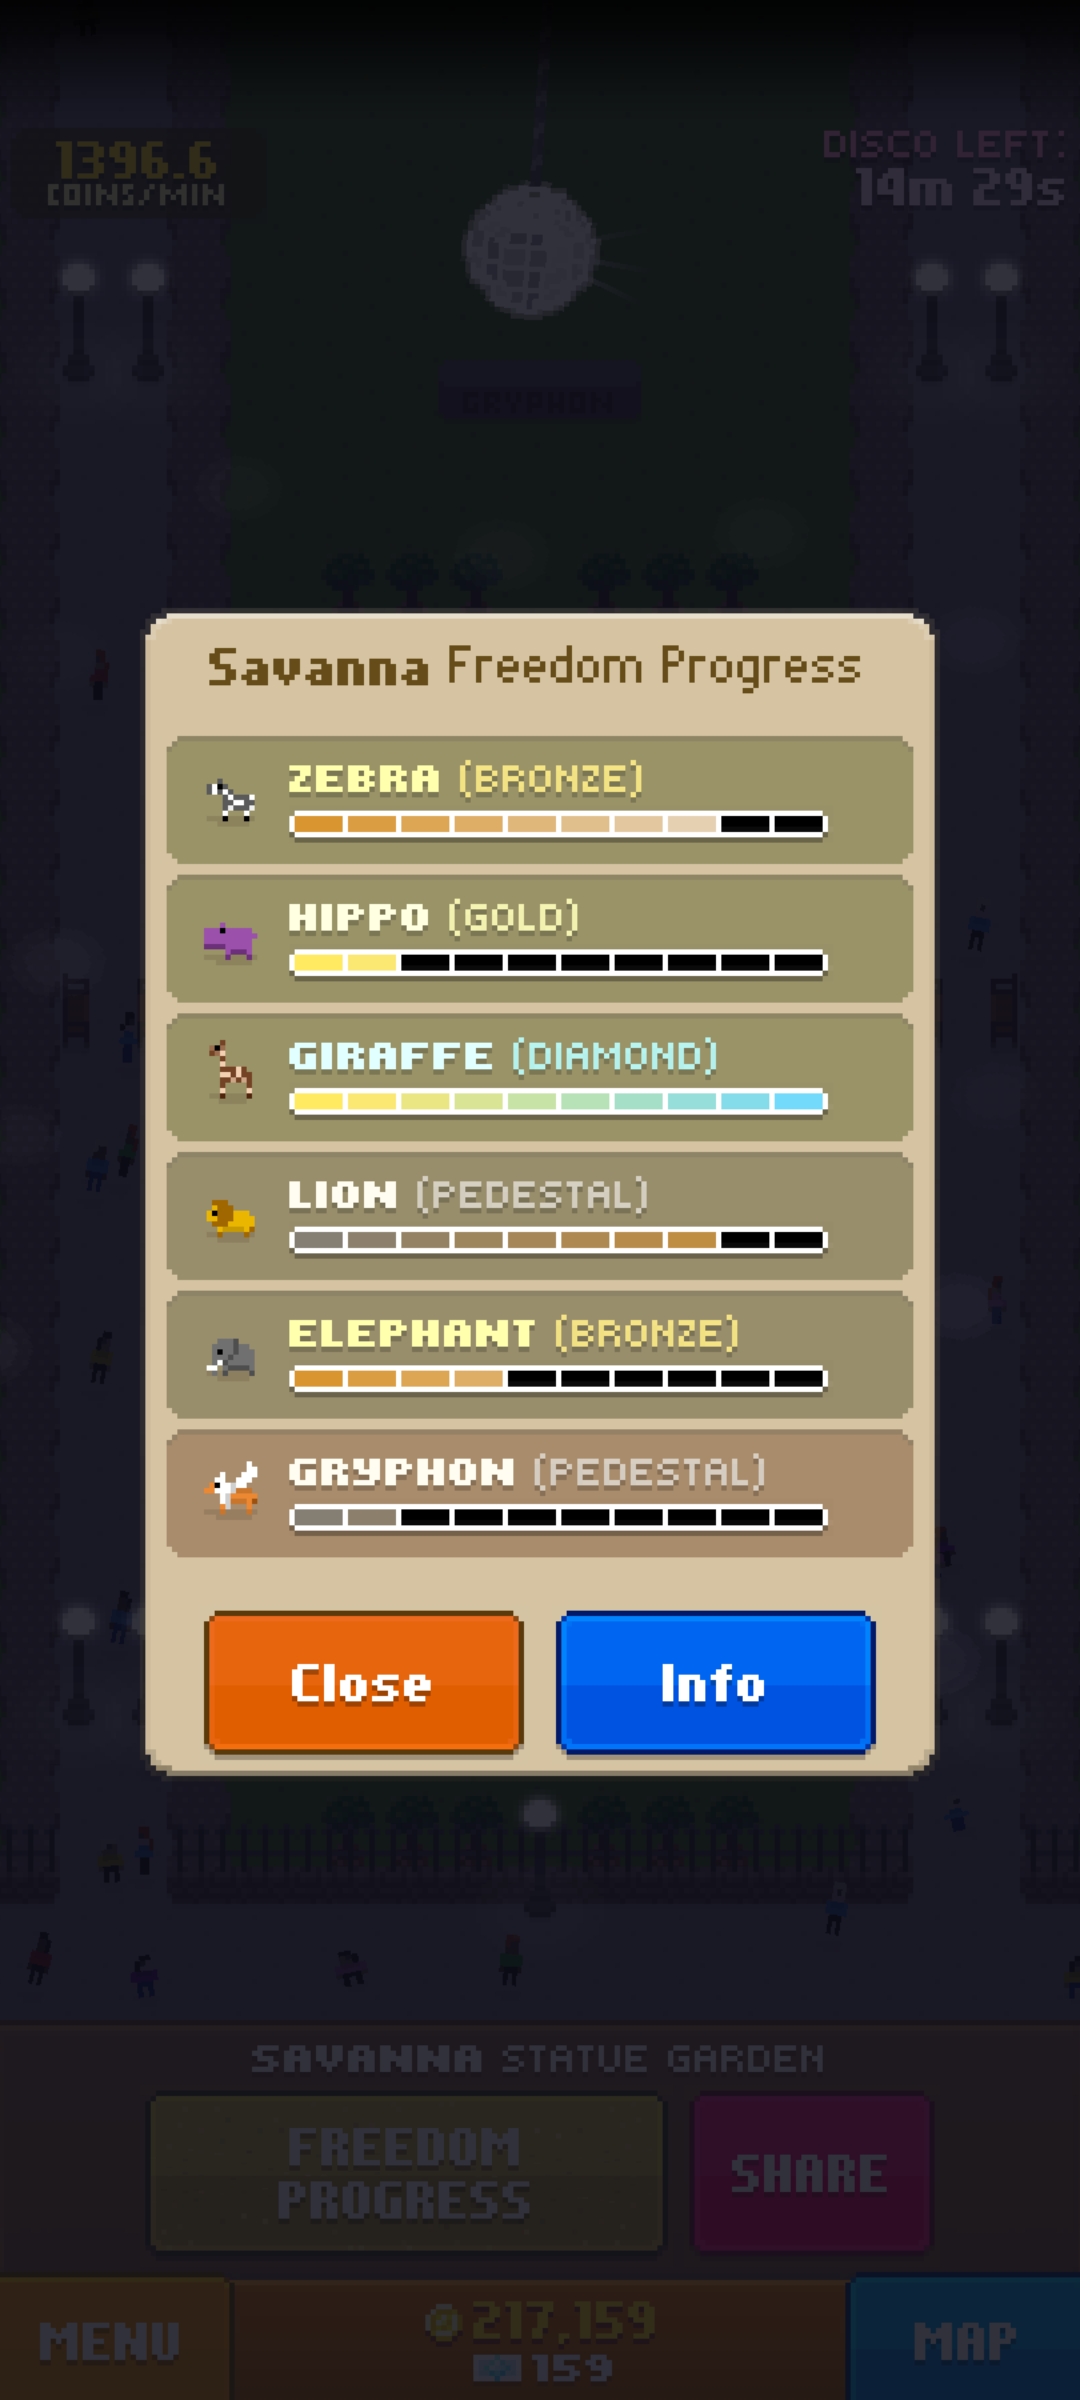 1396.6
COINS/MIN
DISCO LEFT:
14m 29s
GRYPHON
Savanna Freedom Progress
ZEBRA (BRONZE)
HIPPO (GOLD)
GIRAFFE (DIAMOND)
LION (PEDESTAL)
ELEPHANT (BRONZE)
GRYPHON (PEDESTAL)
Close
Info
SAVANNA STATUE GARDEN
FREEDOM
PROGRESS
SHARE
MENU
217,159
159
MAP